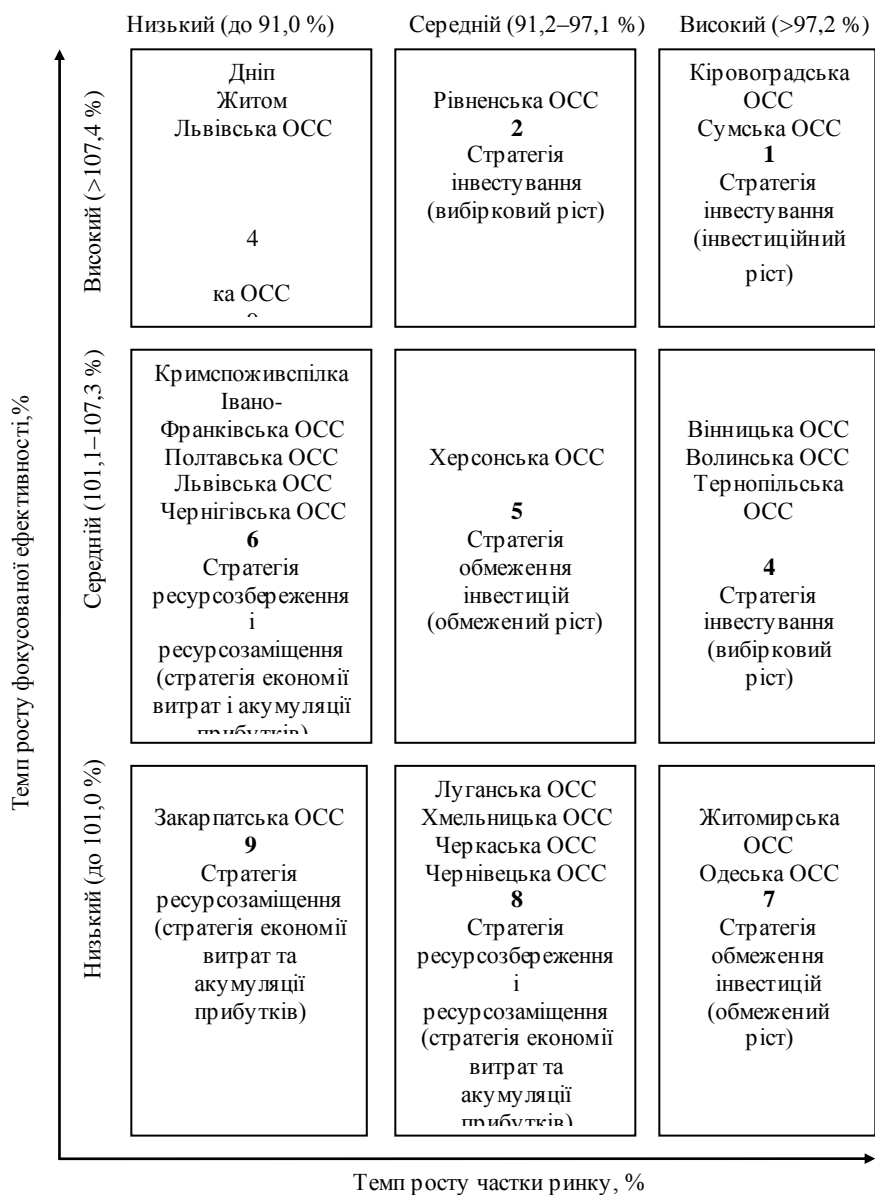 Низький (до 91,0 %)
Середній (91,2–97,1 %)
Високий (>97,2 %)
Темп росту фокусованої ефективності,%
Високий (>107,4 %)
Дніп
Житом
Львівська ОСС
4
ка ОСС
Рівненська ОСС
2
Стратегія
інвестування
(вибірковий ріст)
Кіровоградська
ОСС
Сумська ОСС
1
Стратегія
інвестування
(інвестиційний
ріст)
Середній (101,1–107,3 %)
Кримспоживспілка
Івано-
Франківська ОСС
Полтавська ОСС
Львівська ОСС
Чернігівська ОСС
6
Стратегія
ресурсозбереження
і
ресурсозаміщення
(стратегія економії
витрат і акумуляції
прибутків)
Херсонська ОСС
5
Стратегія
обмеження
інвестицій
(обмежений ріст)
Вінницька ОСС
Волинська ОСС
Тернопільська
ОСС
4
Стратегія
інвестування
(вибірковий
ріст)
Низький (до 101,0 %)
Закарпатська ОСС
9
Стратегія
ресурсозаміщення
(стратегія економії
витрат та
акумуляції
прибутків)
Луганська ОСС
Хмельницька ОСС
Черкаська ОСС
Чернівецька ОСС
8
Стратегія
ресурсозбереження
і
ресурсозаміщення
(стратегія економії
витрат та
акумуляції
прибутків)
Житомирська
ОСС
Одеська ОСС
7
Стратегія
обмеження
інвестицій
(обмежений
ріст)
Темп росту частки ринку, %